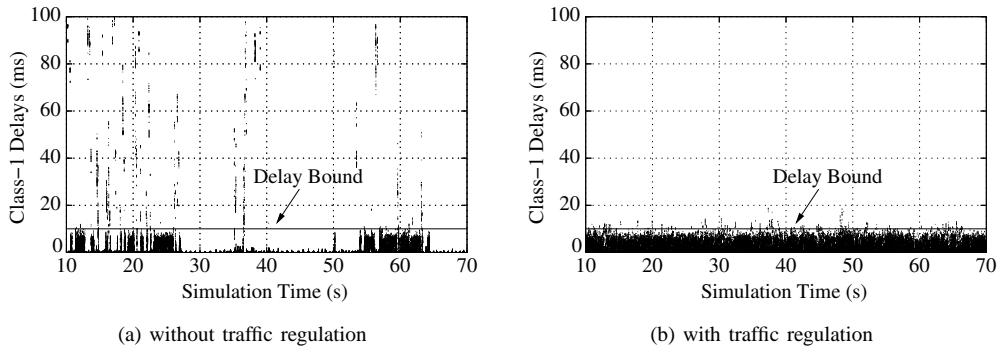 100
80
60
40
20
0
Class−1 Delays (ms)
Delay Bound
10 20 30 40 50 60 70
Simulation Time (s)
(a) without traffic regulation
100
80
60
40
20
0
Class−1 Delays (ms)
Delay Bound
10 20 30 40 50 60 70
Simulation Time (s)
(b) with traffic regulation